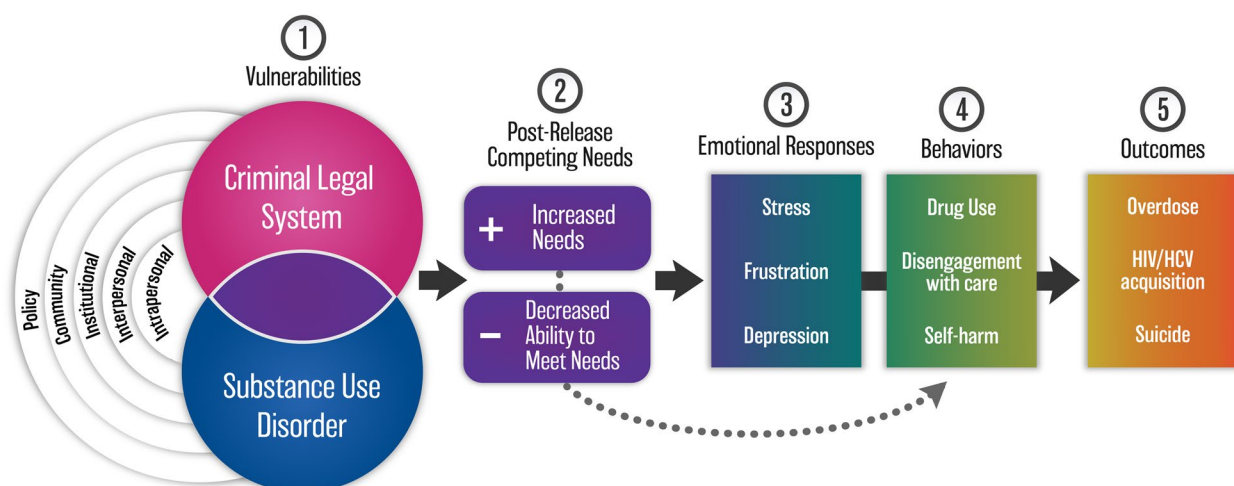 1
Vulnerabilities
Policy
Community
Institutional
Interpersonal
Intrapersonal
Criminal Legal
System
Substance Use
Disorder
2
Post-Release
Competing Needs
+ Increased
Needs
− Decreased
Ability to
Meet Needs
3
Emotional Responses
Stress
Frustration
Depression
4
Behaviors
Drug Use
Disengagement
with care
Self-harm
5
Outcomes
Overdose
HIV/HCV
acquisition
Suicide